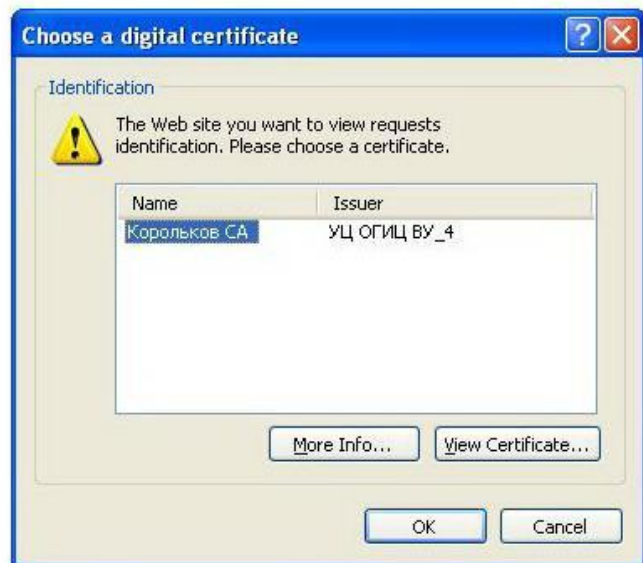 Choose a digital certificate
Identification
The Web site you want to view requests
identification. Please choose a certificate.
Name Issuer
Корольков СА УЦ ОГИЦ ВУ_4
More Info... View Certificate...
OK Cancel